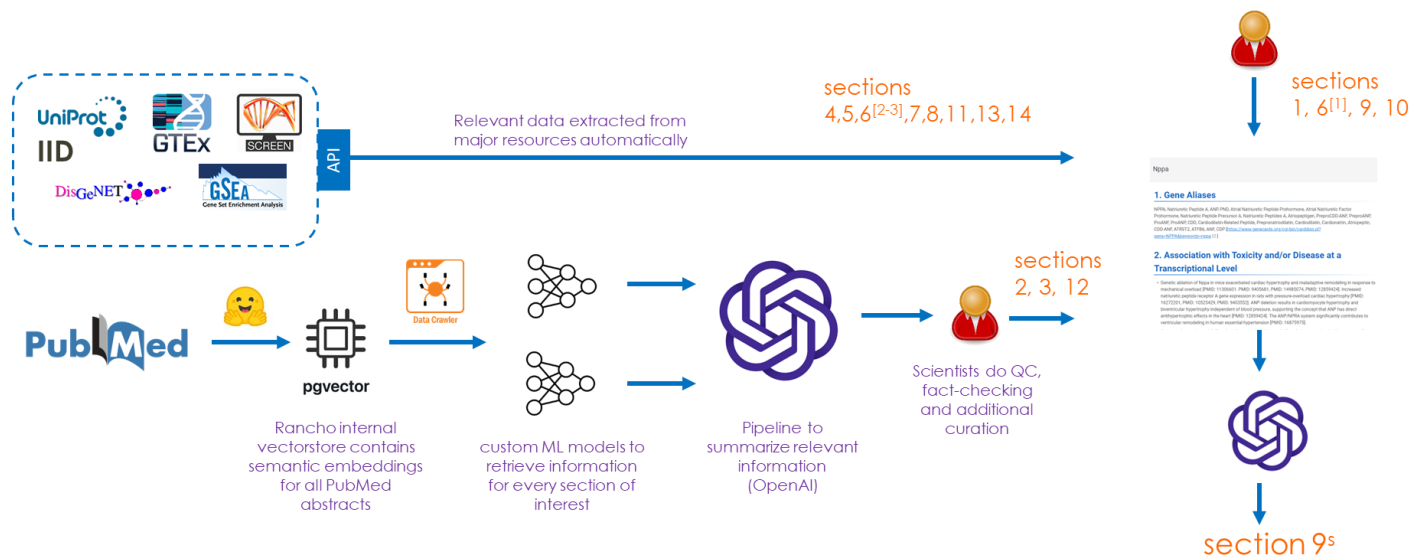 UniProt
IID
GTEx
SCREEN
DisGeNET
GSEA
Gene Set Enrichment Analysis
API
Relevant data extracted from
major resources automatically
sections
4,5,6[2-3],7,8,11,13,14
sections
1, 6[1], 9, 10
Nppa
1. Gene Aliases
2. Association with Toxicity and/or Disease at a
Transcriptional Level
PubMed
pgvector
Rancho internal
vectorstore contains
semantic embeddings
for all PubMed
abstracts
Data Crawler
custom ML models to
retrieve information
for every section of
interest
Pipeline to
summarize relevant
information
(OpenAI)
sections
2, 3, 12
Scientists do QC,
fact-checking
and additional
curation
section 9s